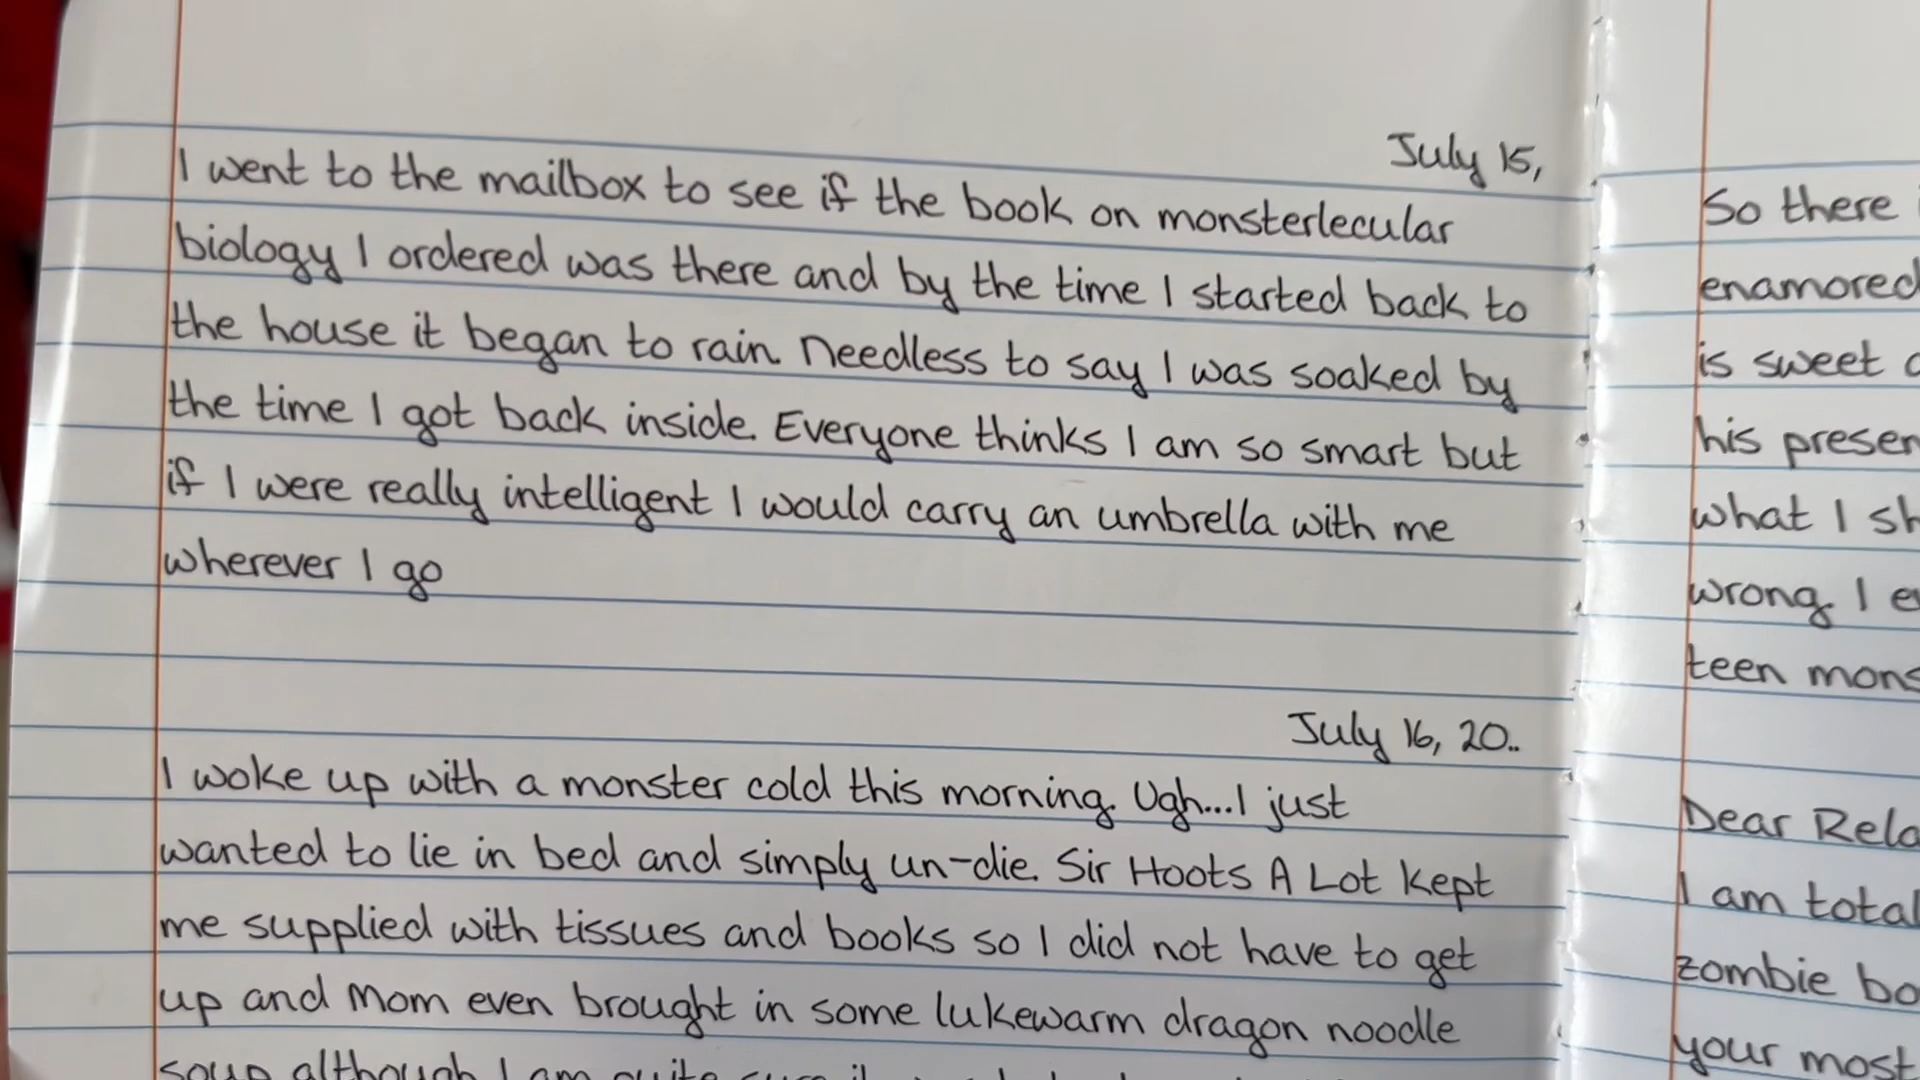 July 15,
I went to the mailbox to see if the book on monsterlecular
biology I ordered was there and by the time I started back to
the house it began to rain. Needless to say I was soaked by
the time I got back inside. Everyone thinks I am so smart but
if I were really intelligent I would carry an umbrella with me
wherever I go
July 16, 20..
I woke up with a monster cold this morning. Ugh...I just
wanted to lie in bed and simply un-die. Sir Hoots A Lot kept
me supplied with tissues and books so I did not have to get
up and Mom even brought in some lukewarm dragon noodle
soup although I am quite sure it
So there
enamored
is sweet
his
what I
wrong. I
teen
Dear
I am
zombie
your most